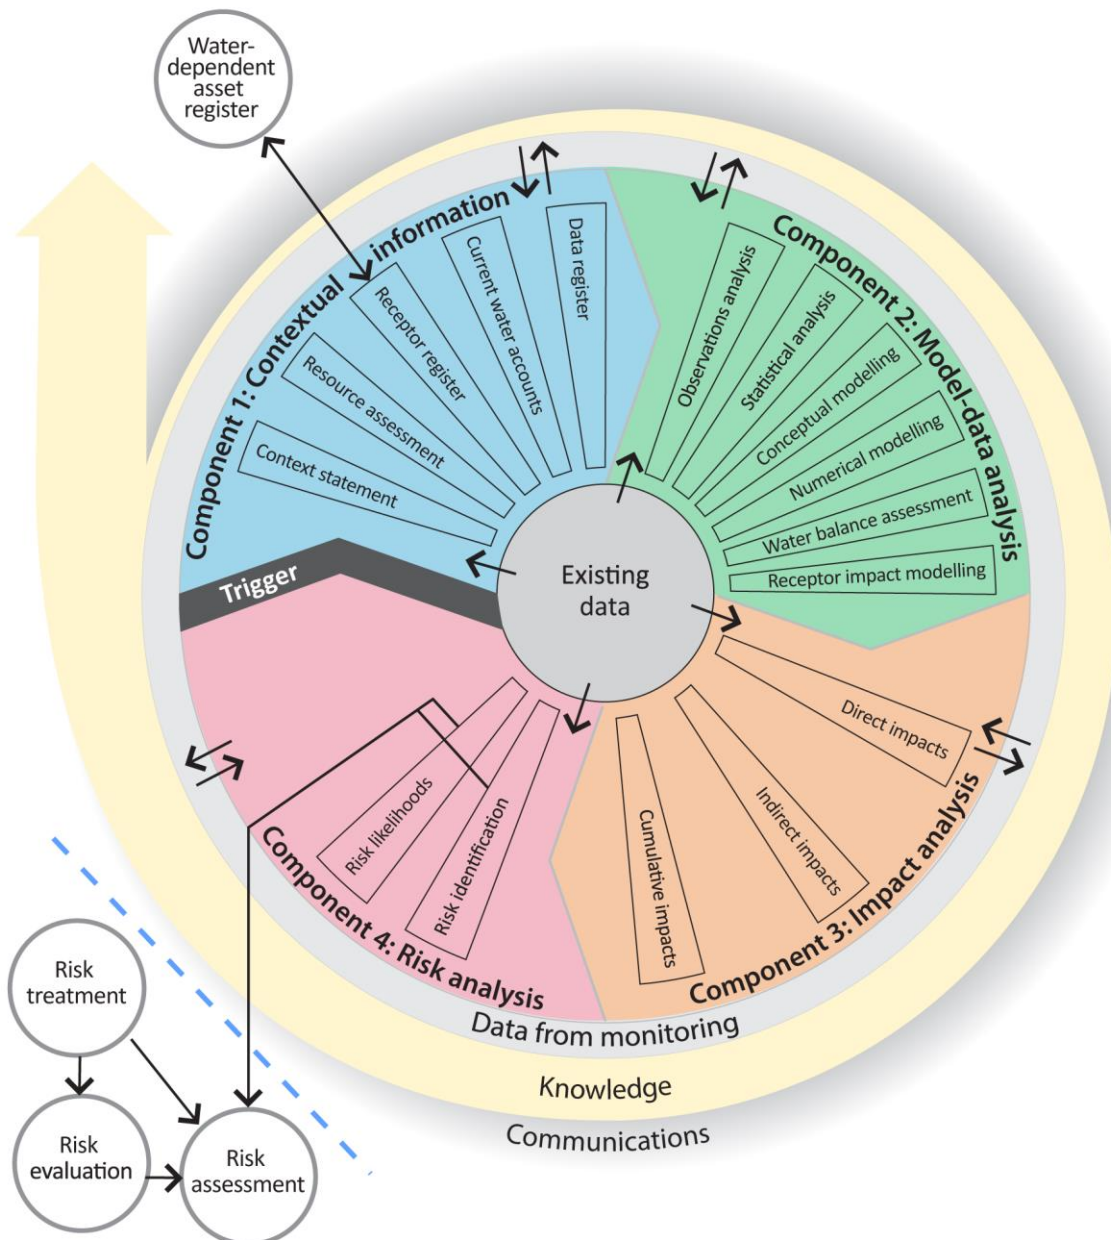 Water-
dependent
asset
register
Component 1: Contextual information
Context statement
Resource assessment
Receptor register
Current water accounts
Data register
Component 2: Model-data analysis
Observations analysis
Statistical analysis
Conceptual modelling
Numerical modelling
Water balance assessment
Receptor impact modelling
Trigger
Existing
data
Component 3: Impact analysis
Direct impacts
Indirect impacts
Cumulative impacts
Component 4: Risk analysis
Risk likelihoods
Risk identification
Data from monitoring
Knowledge
Communications
Risk
treatment
Risk
evaluation
Risk
assessment